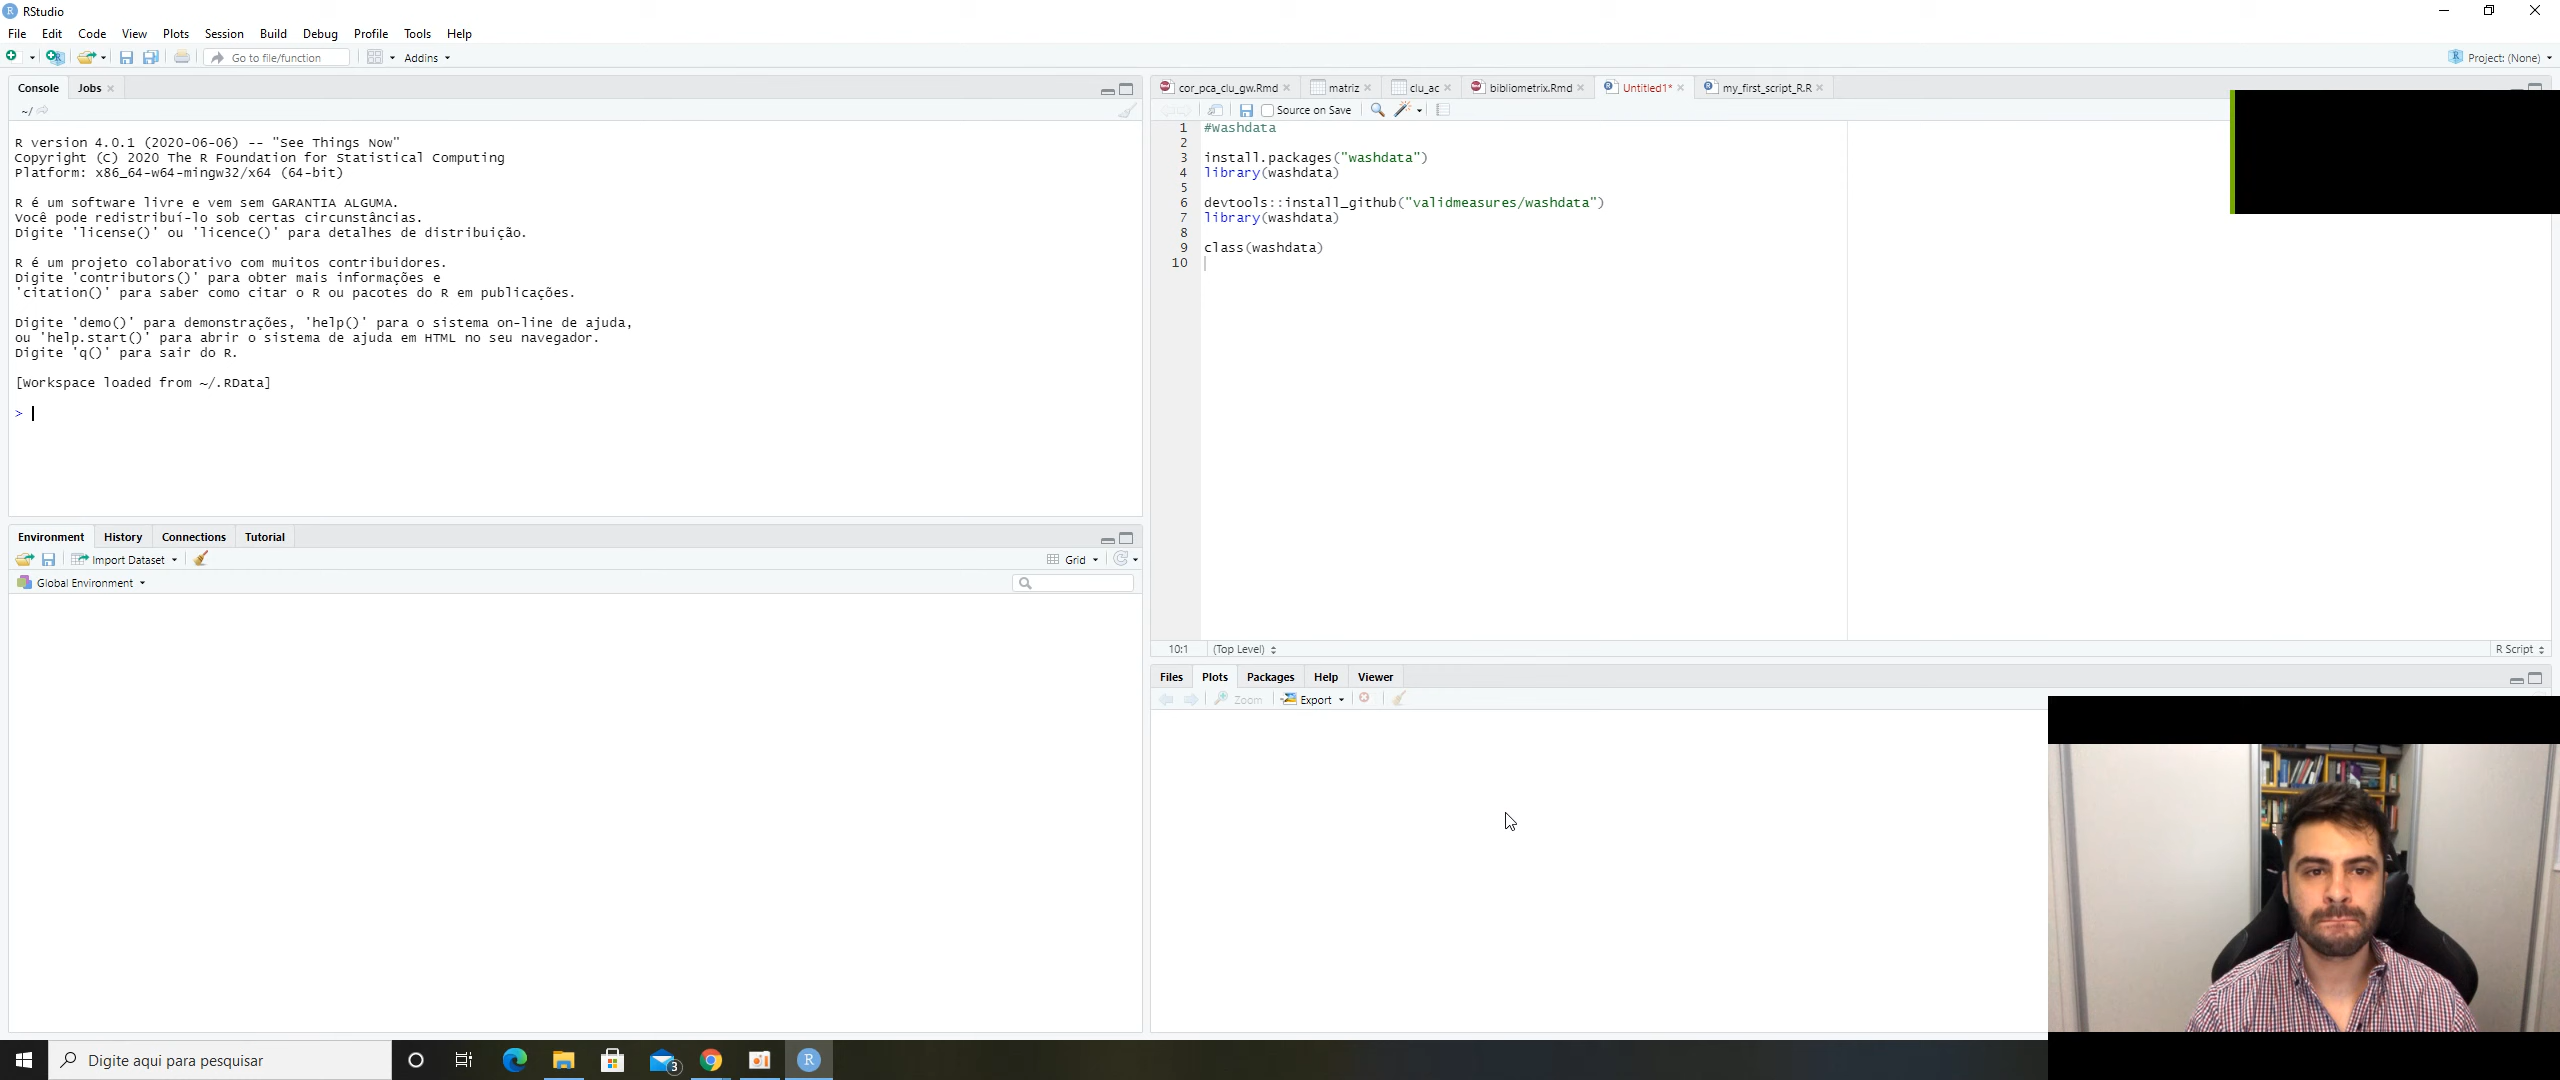 RStudio
File Edit Code View Plots Session Build Debug Profile Tools Help
Go to file/function Addins Project: (None)
Console Jobs
~/
R version 4.0.1 (2020-06-06) -- "See Things Now"
Copyright (C) 2020 The R Foundation for Statistical Computing
Platform: x86_64-w64-mingw32/x64 (64-bit)
R é um software livre e vem sem GARANTIA ALGUMA.
Você pode redistribuí-lo sob certas circunstâncias.
Digite 'license()' ou 'licence()' para detalhes de distribuição.
R é um projeto colaborativo com muitos contribuidores.
Digite 'contributors()' para obter mais informações e
'citation()' para saber como citar o R ou pacotes do R em publicações.
Digite 'demo()' para demonstrações, 'help()' para o sistema on-line de ajuda,
ou 'help.start()' para abrir o sistema de ajuda em HTML no seu navegador.
Digite 'q()' para sair do R.
[Workspace loaded from ~/.RData]
>
Environment History Connections Tutorial
Import Dataset Grid
Global Environment
cor_pca_clu_gw.Rmd matriz clu_ac bibliometrix.Rmd Untitled1* my_first_script_R.R
Source on Save
1 #Washdata
2
3 install.packages("washdata")
4 library(washdata)
5
6 devtools::install_github("validmeasures/washdata")
7 library(washdata)
8
9 class(washdata)
10
10:1 (Top Level) R Script
Files Plots Packages Help Viewer
Zoom Export
Digite aqui para pesquisar
3
R